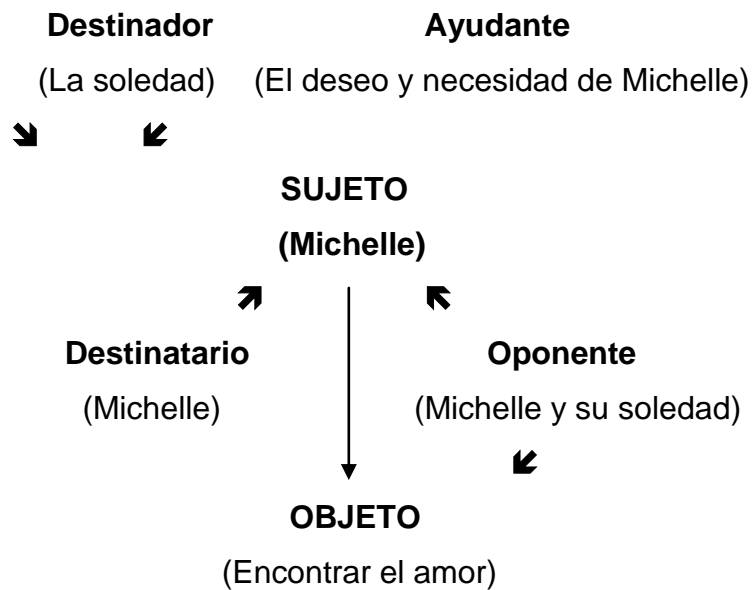 Destinador Ayudante
(La soledad) (El deseo y necesidad de Michelle)
SUJETO
(Michelle)
Destinatario Oponente
(Michelle) (Michelle y su soledad)
OBJETO
(Encontrar el amor)